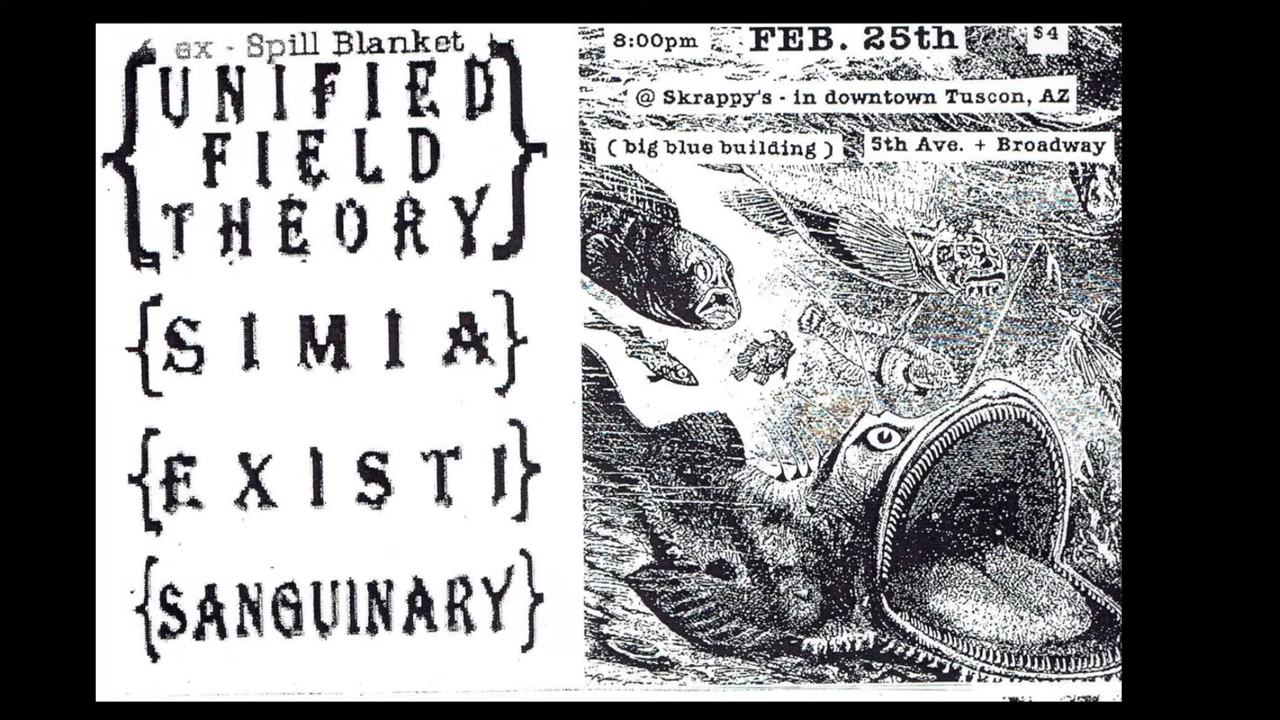 ex - Spill Blanket
{UNIFIED
FIELD
THEORY}
{SIMIA}
{EXISTI}
{SANGUINARY}
8:00pm FEB. 25th $4
@ Skrappy's - in downtown Tuscon, AZ
( big blue building ) 5th Ave. + Broadway